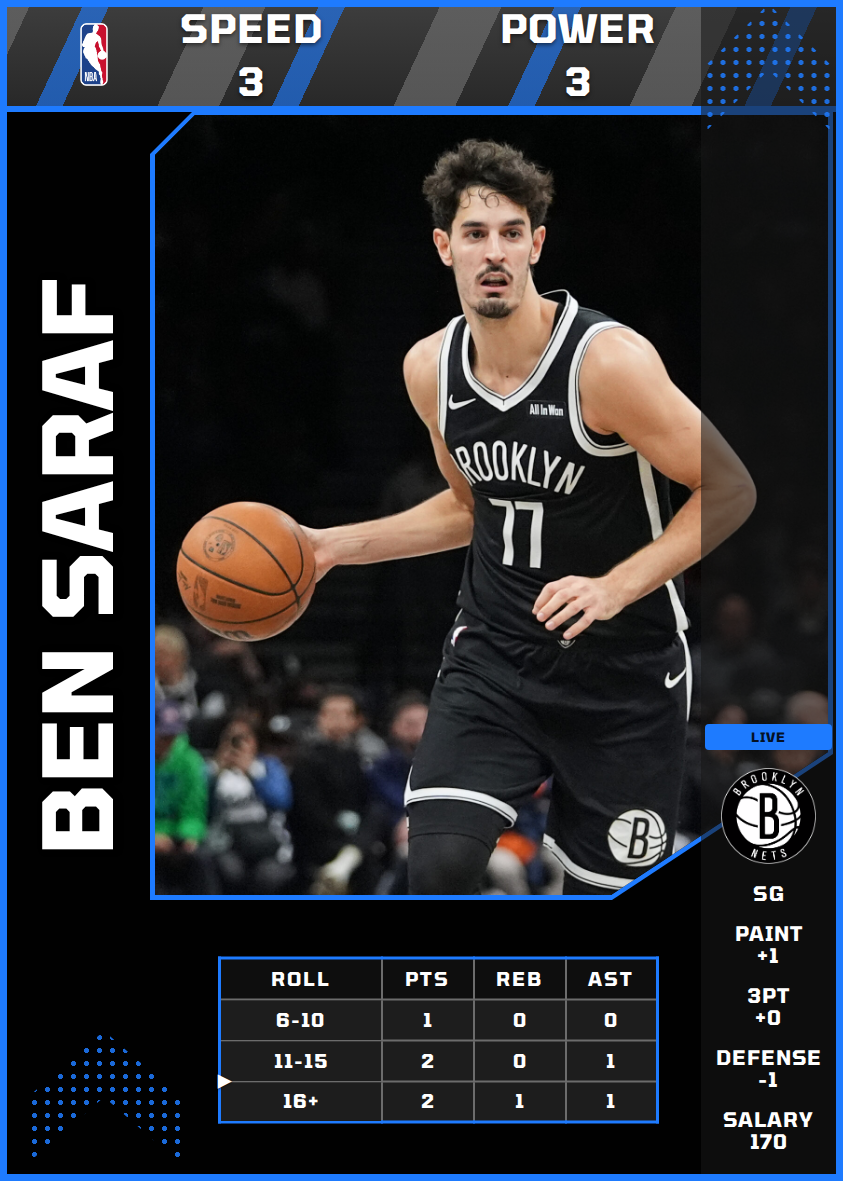 SPEED
3
POWER
3
NBA
BEN SARAF
All In Won
BROOKLYN
77
B
LIVE
BROOKLYN
B
NETS
SG
PAINT
+1
3PT
+0
DEFENSE
-1
SALARY
170
ROLL PTS REB AST
6-10 1 0 0
11-15 2 0 1
16+ 2 1 1